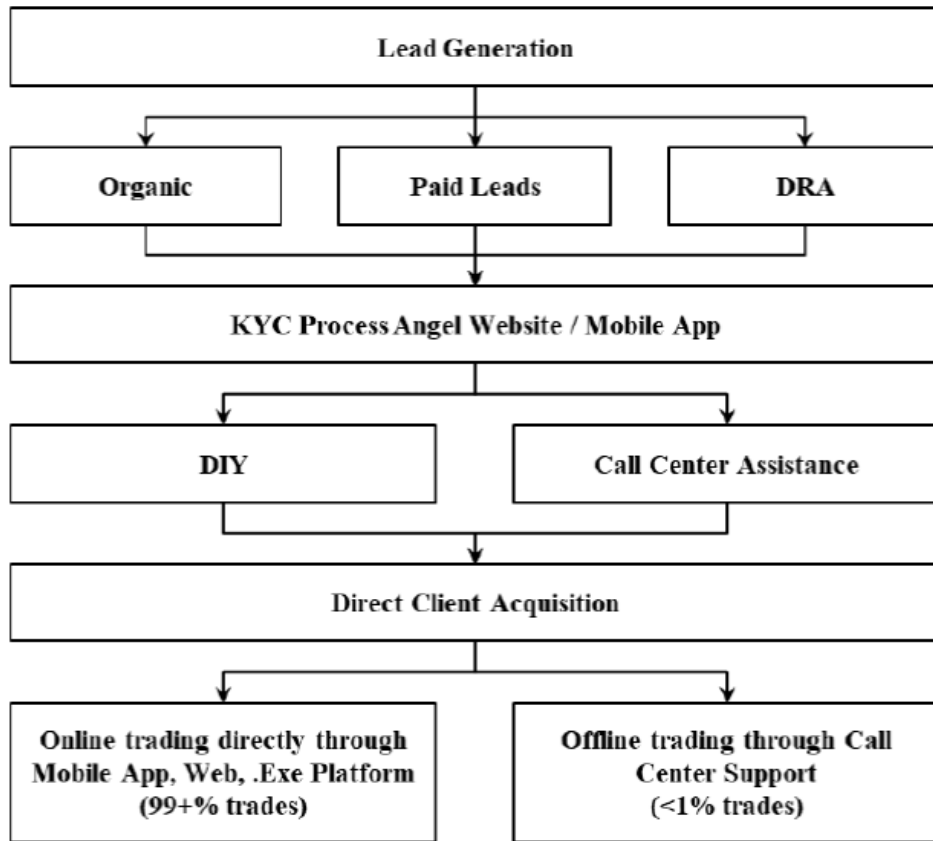 Lead Generation
Organic
Paid Leads
DRA
KYC Process Angel Website / Mobile App
DIY
Call Center Assistance
Direct Client Acquisition
Online trading directly through
Mobile App, Web, .Exe Platform
(99+% trades)
Offline trading through Call
Center Support
(<1% trades)